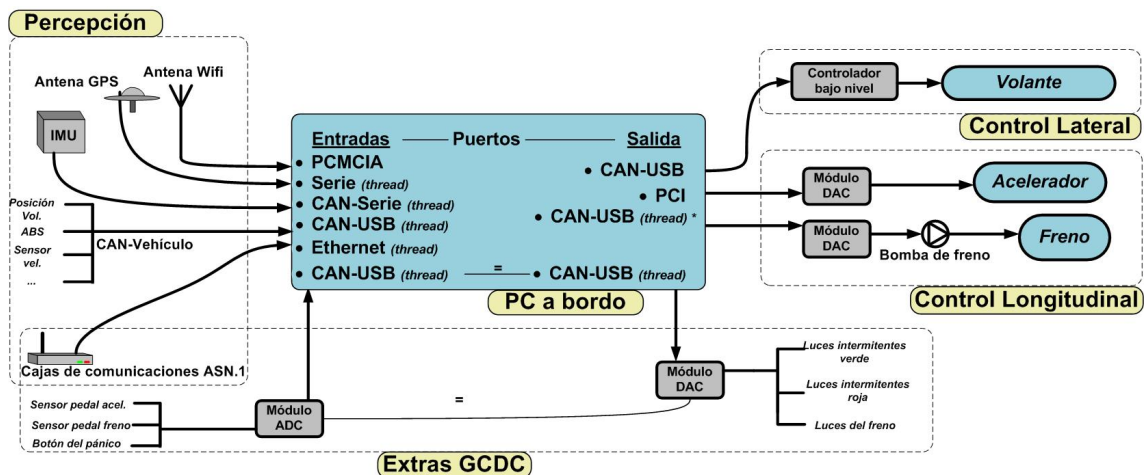 Percepción
Antena GPS
Antena Wifi
IMU
Posición
Vol.
ABS
Sensor
vel.
...
CAN-Vehículo
Cajas de comunicaciones ASN.1
Entradas
Puertos
Salida
• PCMCIA
• Serie (thread)
• CAN-Serie (thread)
• CAN-USB (thread)
• Ethernet (thread)
• CAN-USB (thread)
=
• CAN-USB
• PCI
• CAN-USB (thread) *
• CAN-USB (thread)
PC a bordo
Controlador
bajo nivel
Volante
Control Lateral
Módulo
DAC
Acelerador
Módulo
DAC
Bomba de freno
Freno
Control Longitudinal
Sensor pedal acel.
Sensor pedal freno
Botón del pánico
Módulo
ADC
=
Módulo
DAC
Luces intermitentes
verde
Luces intermitentes
roja
Luces del freno
Extras GCDC